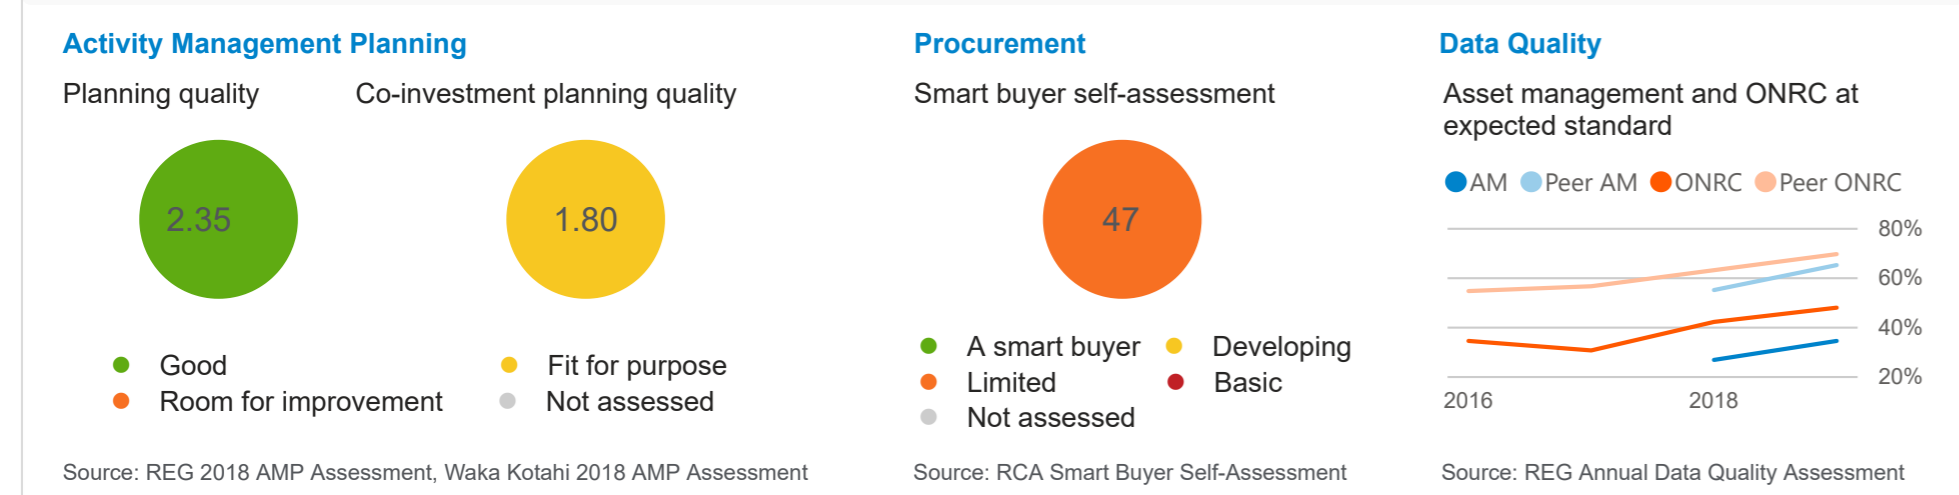 Activity Management Planning
Planning quality
Co-investment planning quality
2.35
1.80
Good
Fit for purpose
Room for improvement
Not assessed
Source: REG 2018 AMP Assessment, Waka Kotahi 2018 AMP Assessment
Procurement
Smart buyer self-assessment
47
A smart buyer
Developing
Limited
Basic
Not assessed
Source: RCA Smart Buyer Self-Assessment
Data Quality
Asset management and ONRC at
expected standard
AM Peer AM ONRC Peer ONRC
80%
60%
40%
20%
2016
2018
Source: REG Annual Data Quality Assessment